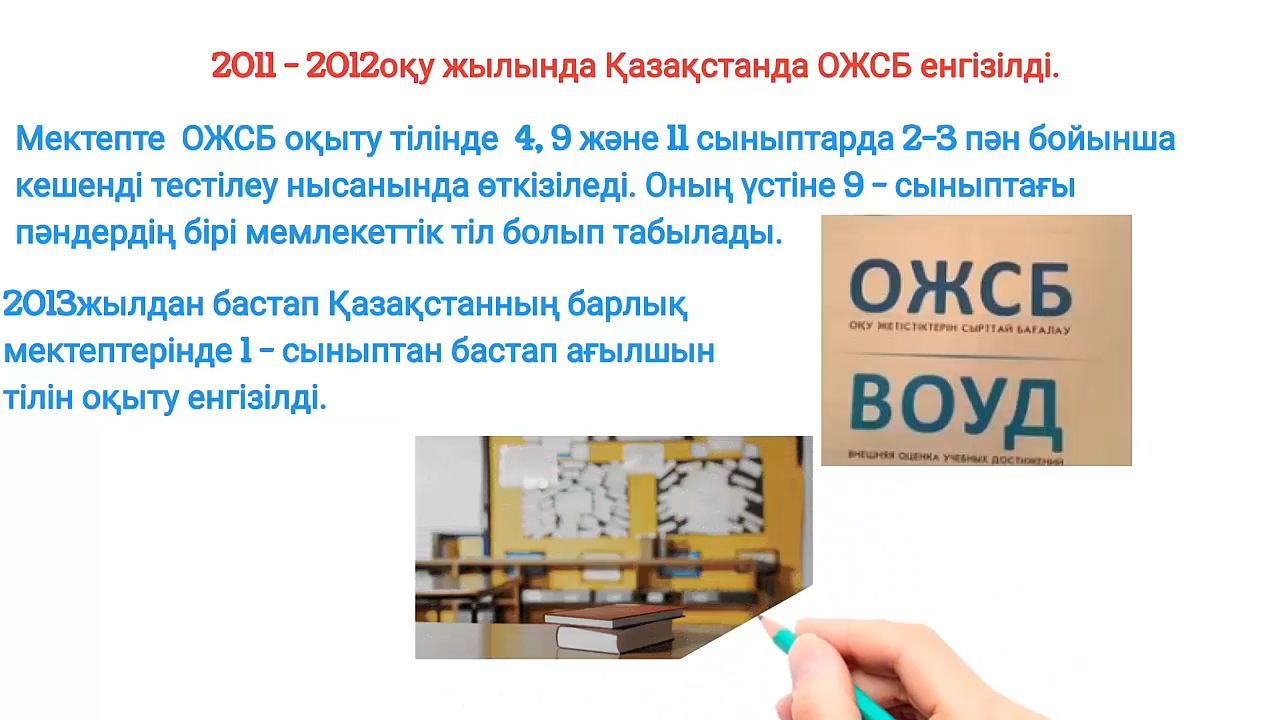 2011 - 2012оқу жылында Қазақстанда ОЖСБ енгізілді.
Мектепте ОЖСБ оқыту тілінде 4, 9 және 11 сыныптарда 2-3 пән бойынша
кешенді тестілеу нысанында өткізіледі. Оның үстіне 9 - сыныптағы
пәндердің бірі мемлекеттік тіл болып табылады.
2013жылдан бастап Қазақстанның барлық
мектептерінде 1 - сыныптан бастап ағылшын
тілін оқыту енгізілді.
ОЖСБ
ОҚУ ЖЕТІСТІКТЕРІН СЫРТТАЙ БАҒАЛАУ
ВОУД
ВНЕШНЯЯ ОЦЕНКА УЧЕБНЫХ ДОСТИЖЕНИЙ